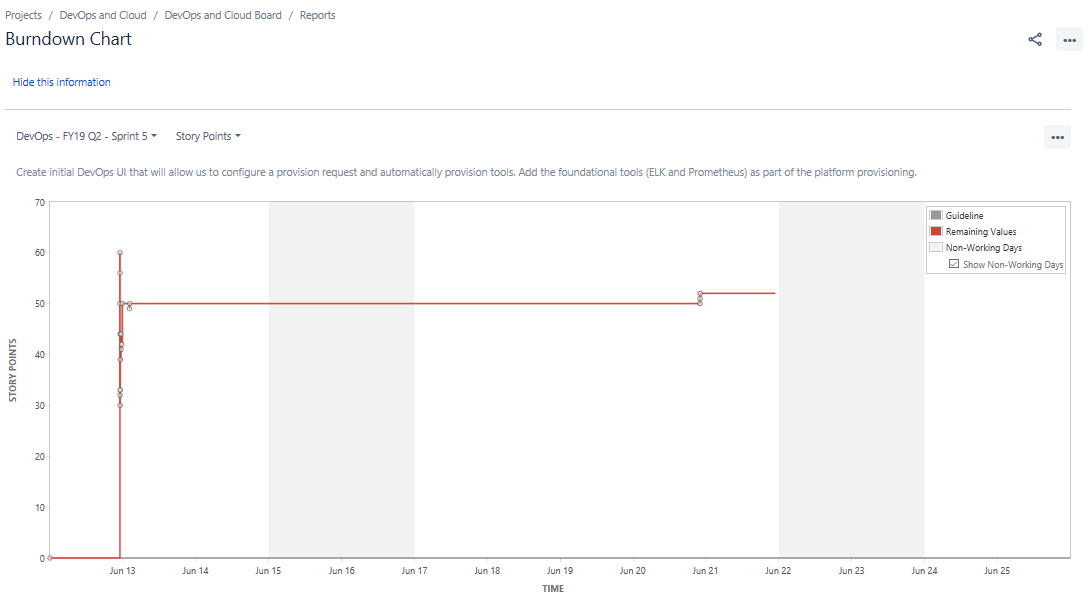 Projects / DevOps and Cloud / DevOps and Cloud Board / Reports
Burndown Chart
Hide this information
DevOps - FY19 Q2 - Sprint 5 Story Points
Create initial DevOps UI that will allow us to configure a provision request and automatically provision tools. Add the foundational tools (ELK and Prometheus) as part of the platform provisioning.
Guideline
Remaining Values
Non-Working Days
Show Non-Working Days
STORY POINTS
70
60
50
40
30
20
10
0
Jun 13 Jun 14 Jun 15 Jun 16 Jun 17 Jun 18 Jun 19 Jun 20 Jun 21 Jun 22 Jun 23 Jun 24 Jun 25
TIME